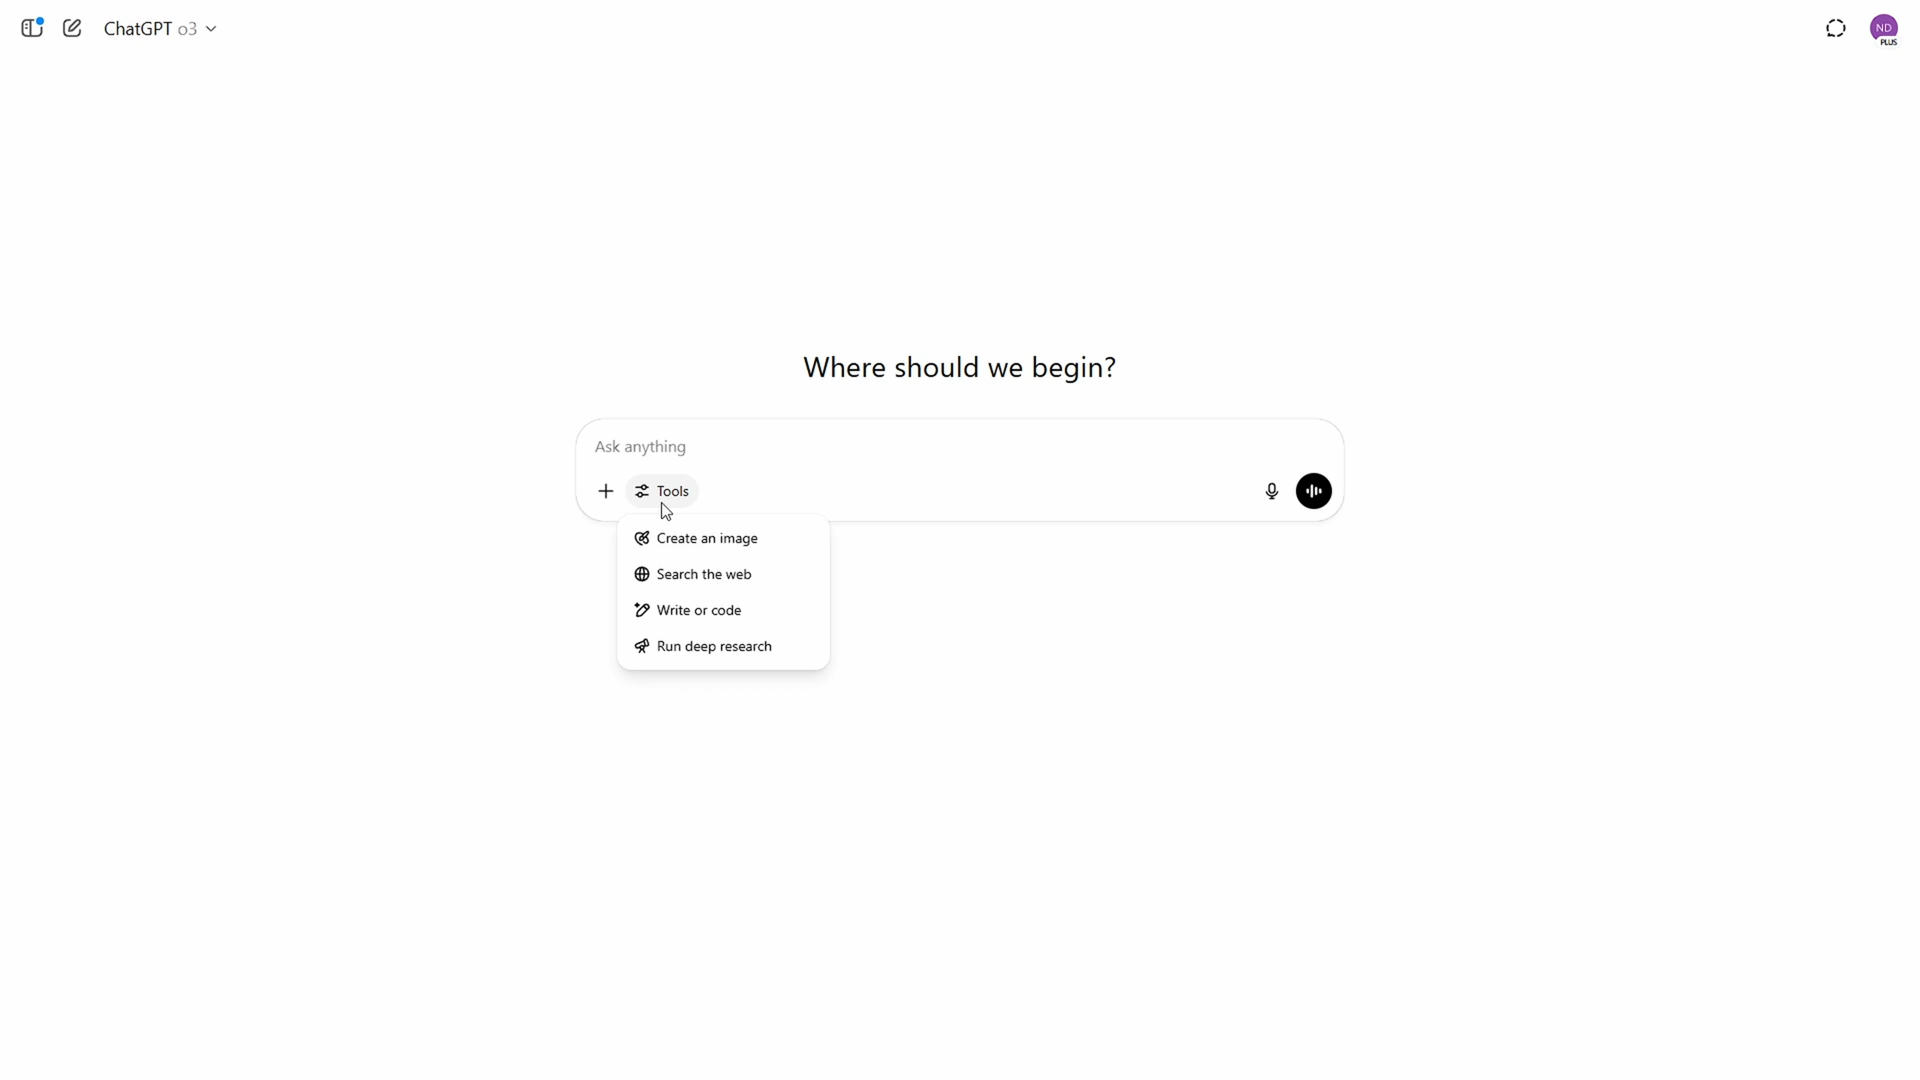 ChatGPT o3
ND
PLUS
Where should we begin?
Ask anything
Tools
Create an image
Search the web
Write or code
Run deep research